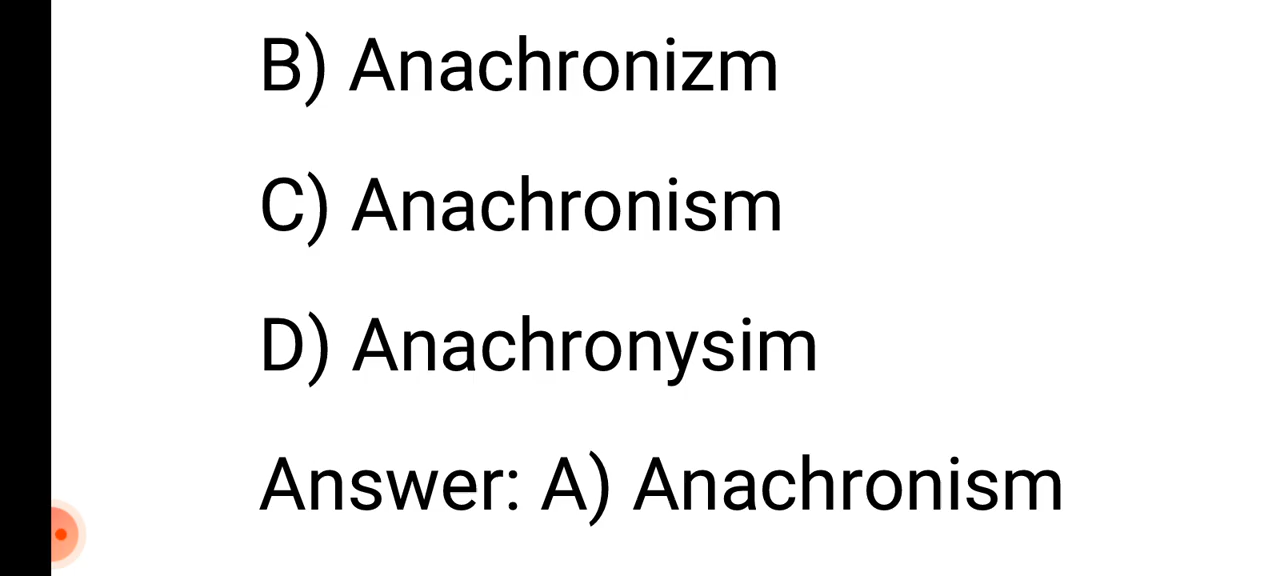 B) Anachronizm
C) Anachronism
D) Anachronysim
Answer: A) Anachronism